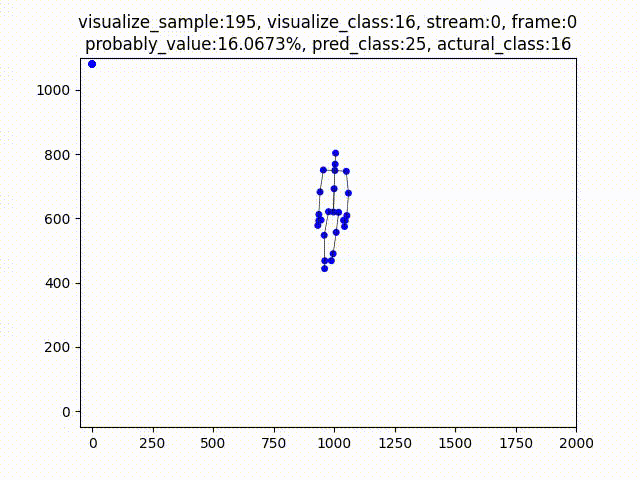 visualize_sample:195, visualize_class:16, stream:0, frame:0
probably_value:16.0673%, pred_class:25, actural_class:16
1000
800
600
400
200
0
0 250 500 750 1000 1250 1500 1750 2000